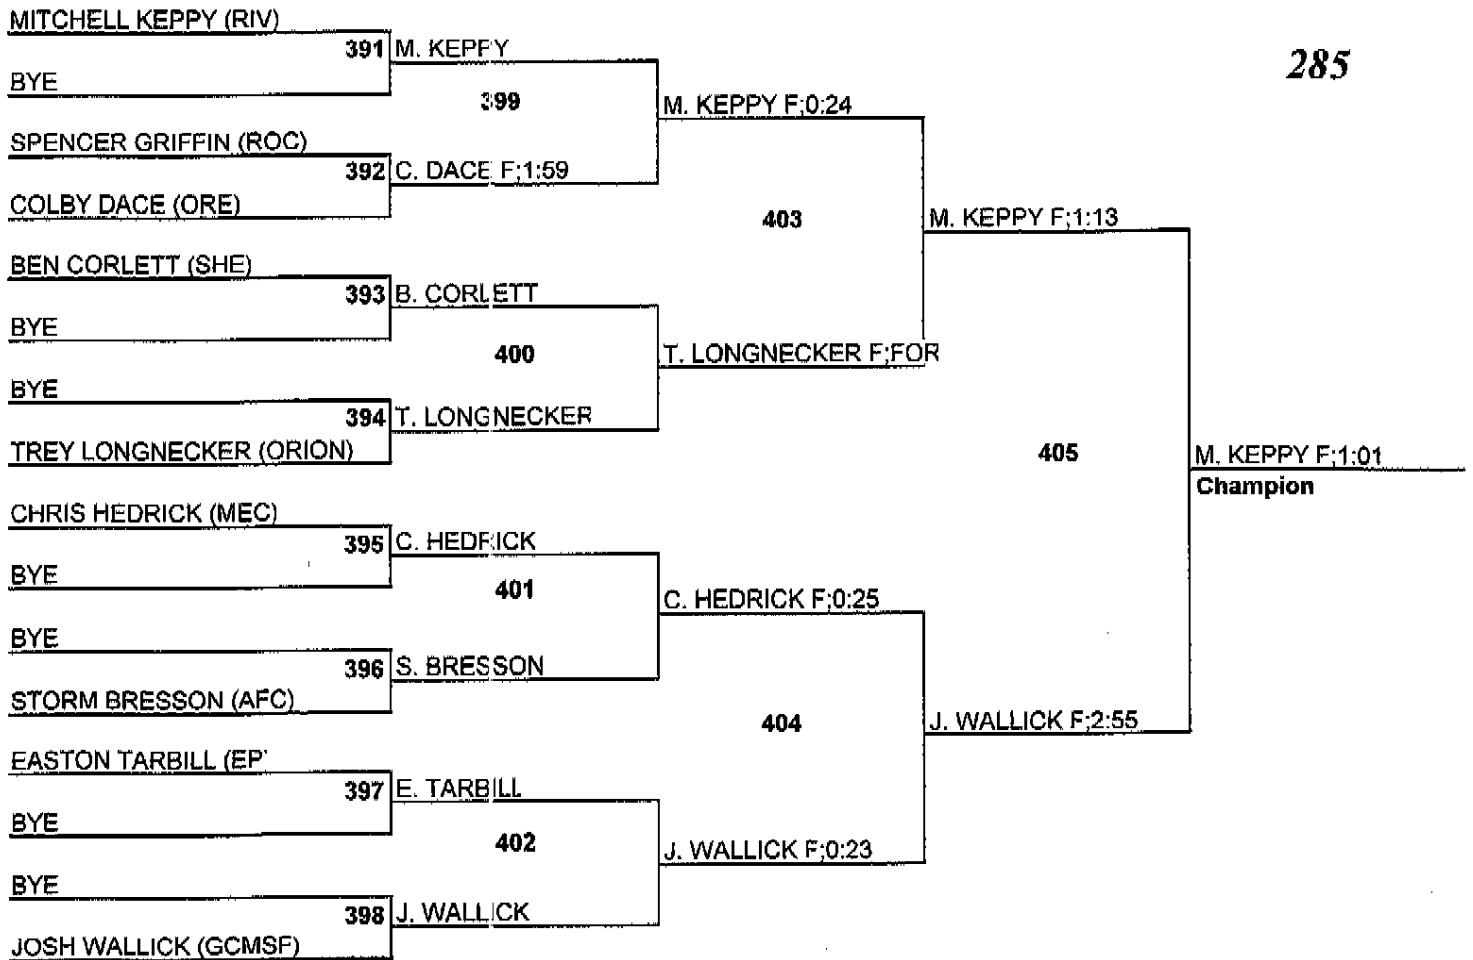 MITCHELL KEPPY (RIV)
391 M. KEPPY
285
BYE
399
M. KEPPY F;0:24
SPENCER GRIFFIN (ROC)
392 C. DACE F;1:59
COLBY DACE (ORE)
403
M. KEPPY F;1:13
BEN CORLETT (SHE)
393 B. CORLETT
BYE
400
T. LONGNECKER F;FOR
BYE
394 T. LONGNECKER
TREY LONGNECKER (ORION)
405
M. KEPPY F;1:01
Champion
CHRIS HEDRICK (MEC)
395 C. HEDRICK
BYE
401
C. HEDRICK F;0:25
BYE
396 S. BRESSON
STORM BRESSON (AFC)
404
J. WALLICK F;2:55
EASTON TARBILL (EP
397 E. TARBILL
BYE
402
J. WALLICK F;0:23
BYE
398 J. WALLICK
JOSH WALLICK (GCMSF)